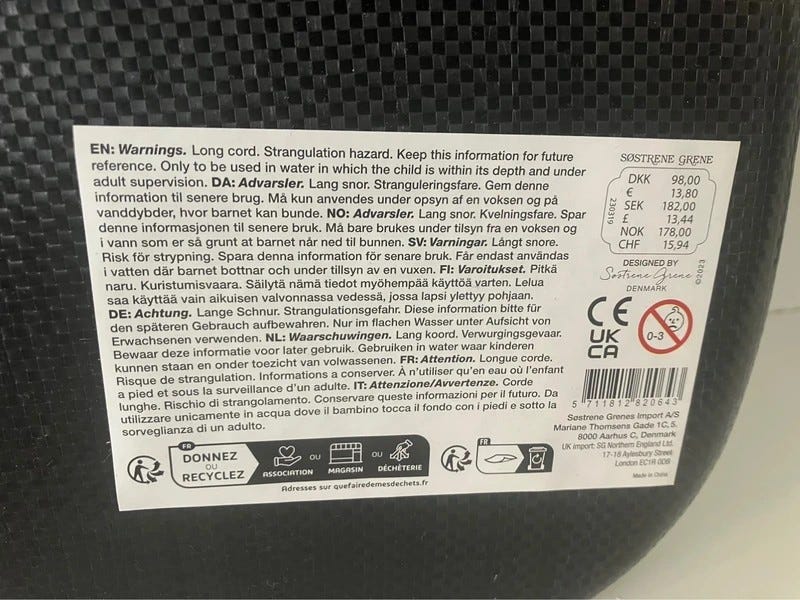 EN: Warnings. Long cord. Strangulation hazard. Keep this information for future
reference. Only to be used in water in which the child is within its depth and under
adult supervision. DA: Advarsler. Lang snor. Stranguleringsfare. Gem denne
information til senere brug. Må kun anvendes under opsyn af en voksen og på
vanddybder, hvor barnet kan bunde. NO: Advarsler. Lang snor. Kvelningsfare. Spar
denne informasjonen til senere bruk. Må bare brukes under tilsyn fra en voksen og
i vann som er så grunt at barnet når ned til bunnen. SV: Varningar. Långt snore.
Risk för strypning. Spara denna information för senare bruk. Får endast användas
i vatten där barnet bottnar och under tillsyn av en vuxen. FI: Varoitukset. Pitkä
naru. Kuristumisvaara. Säilytä nämä tiedot myöhempää käyttöä varten. Lelua
saa käyttää vain aikuisen valvonnassa vedessä, jossa lapsi ylettyy pohjaan.
DE: Achtung. Lange Schnur. Strangulationsgefahr. Diese information bitte für
den späteren Gebrauch aufbewahren. Nur im flachen Wasser unter Aufsicht von
Erwachsenen verwenden. NL: Waarschuwingen. Lang koord. Verwurgingsgevaar.
Bewaar deze informatie voor later gebruik. Gebruiken in water waar kinderen
kunnen staan en onder toezicht van volwassenen. FR: Attention. Longue corde.
Risque de strangulation. Informations a conserver. À n'utiliser qu'en eau où l'enfant
a pied et sous la surveillance d'un adulte. IT: Attenzione/Avvertenze. Corde
lunghe. Rischio di strangolamento. Conservare queste informazioni per il futuro. Da
utilizzare unicamente in acqua dove il bambino tocca il fondo con i piedi e sotto la
sorveglianza di un adulto.
FR
DONNEZ
OU
RECYCLEZ
ASSOCIATION
OU
MAGASIN
OU
DÉCHÈTERIE
FR
Adresses sur quefairedemesdechets.fr
SØSTRENE GRENE
DKK 98,00
€ 13,80
SEK 182,00
£ 13,44
NOK 178,00
CHF 15,94
230319
DESIGNED BY
Søstrene Grene
DENMARK
©2023
CE
UK
CA
0-3
5 711812 820643
Søstrene Grenes Import A/S
Mariane Thomsens Gade 1C, 5.
8000 Aarhus C, Denmark
UK import: SG Northern England Ltd.
17-18 Aylesbury Street
London EC1R 0DB
Made in China